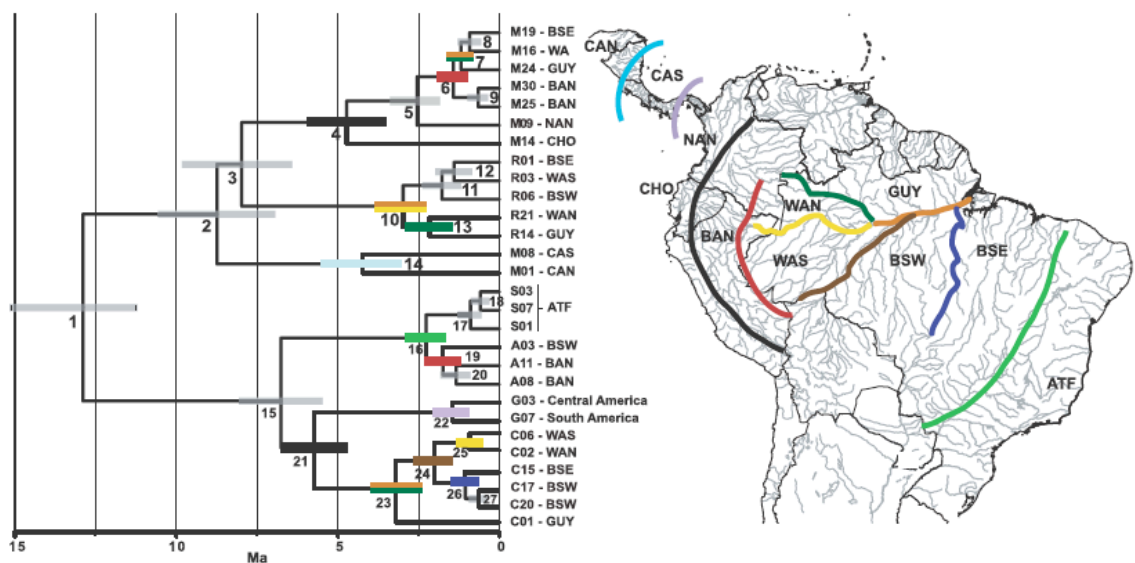 M19 - BSE
8
M16 - WA
7
M24 - GUY
6
M30 - BAN
9
5
M25 - BAN
4
M09 - NAN
M14 - CHO
3
R01 - BSE
12
R03 - WAS
11
R06 - BSW
2
10
R21 - WAN
13
R14 - GUY
14
M08 - CAS
M01 - CAN
1
S03
18
S07
ATF
17
S01
16
A03 - BSW
19
A11 - BAN
20
A08 - BAN
15
G03 - Central America
22
G07 - South America
21
C06 - WAS
25
C02 - WAN
24
C15 - BSE
26
C17 - BSW
27
C20 - BSW
23
C01 - GUY
15
10
5
0
Ma
CAN
CAS
NAN
CHO
GUY
WAN
BAN
WAS
BSW
BSE
ATF